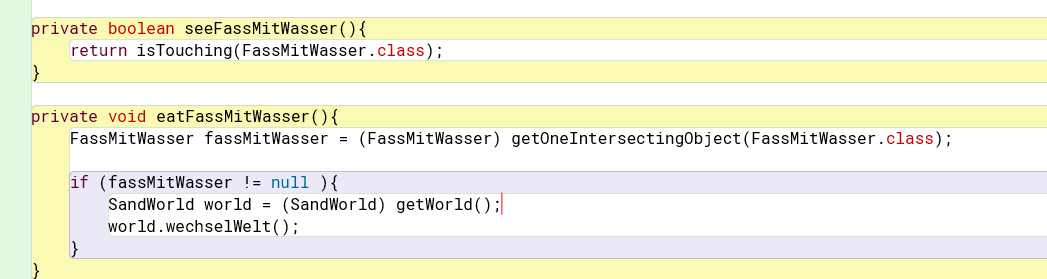 private boolean seeFassMitWasser(){
return isTouching(FassMitWasser.class);
}
private void eatFassMitWasser(){
FassMitWasser fassMitWasser = (FassMitWasser) getOneIntersectingObject(FassMitWasser.class);
if (fassMitWasser != null ){
SandWorld world = (SandWorld) getWorld();
world.wechselWelt();
}
}